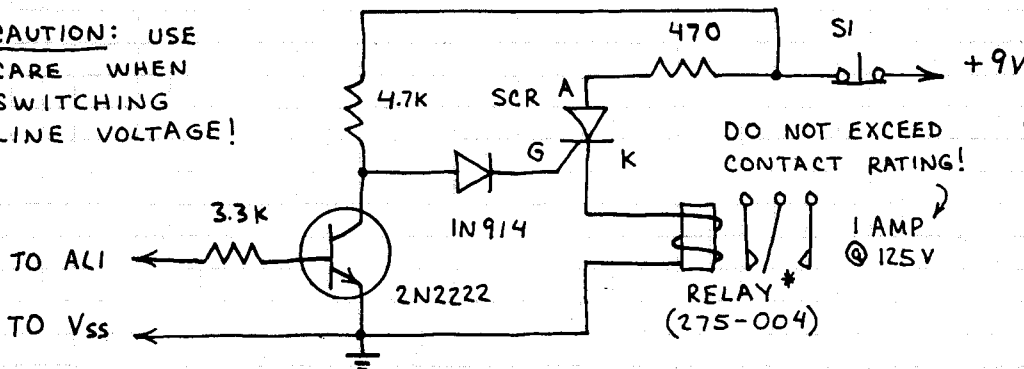 CAUTION: USE
CARE WHEN
SWITCHING
LINE VOLTAGE!
470
S1
+9V
4.7K
SCR
A
G
K
DO NOT EXCEED
CONTACT RATING!
1 AMP
@ 125V
1N914
3.3K
TO AL1
2N2222
RELAY *
(275-004)
TO Vss